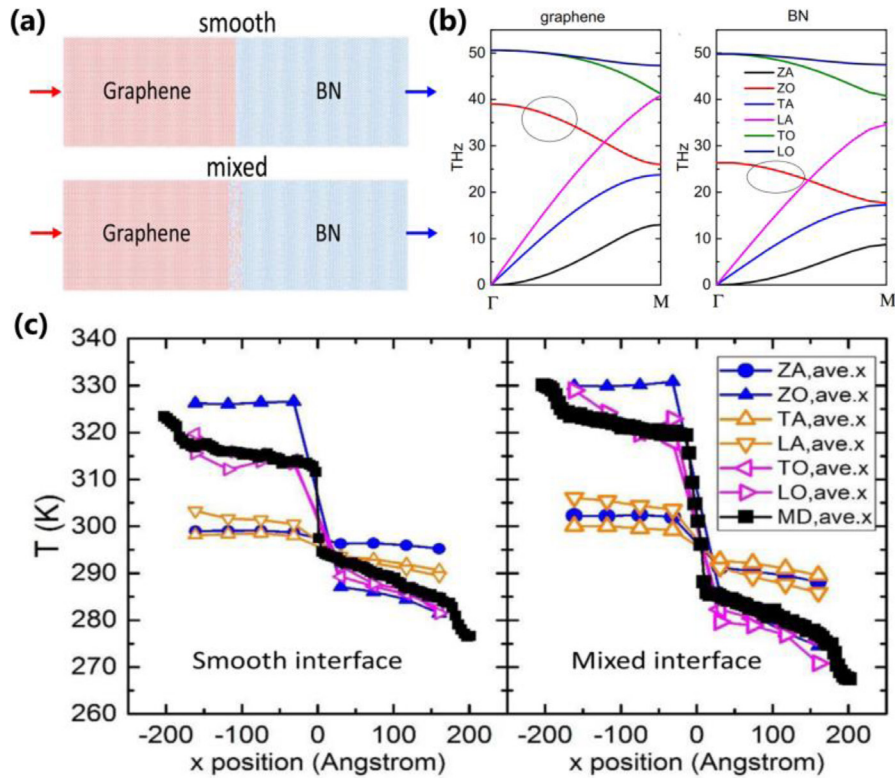 (a)
smooth
Graphene
BN
mixed
Graphene
BN
(b)
graphene
BN
50
40
30
20
10
0
THz
Γ
M
50
40
30
20
10
0
THz
ZA
ZO
TA
LA
TO
LO
Γ
M
(c)
340
330
320
310
300
290
280
270
260
T (K)
Smooth interface
Mixed interface
ZA,ave.x
ZO,ave.x
TA,ave.x
LA,ave.x
TO,ave.x
LO,ave.x
MD,ave.x
-200 -100 0 100 200
-200 -100 0 100 200
x position (Angstrom)
x position (Angstrom)